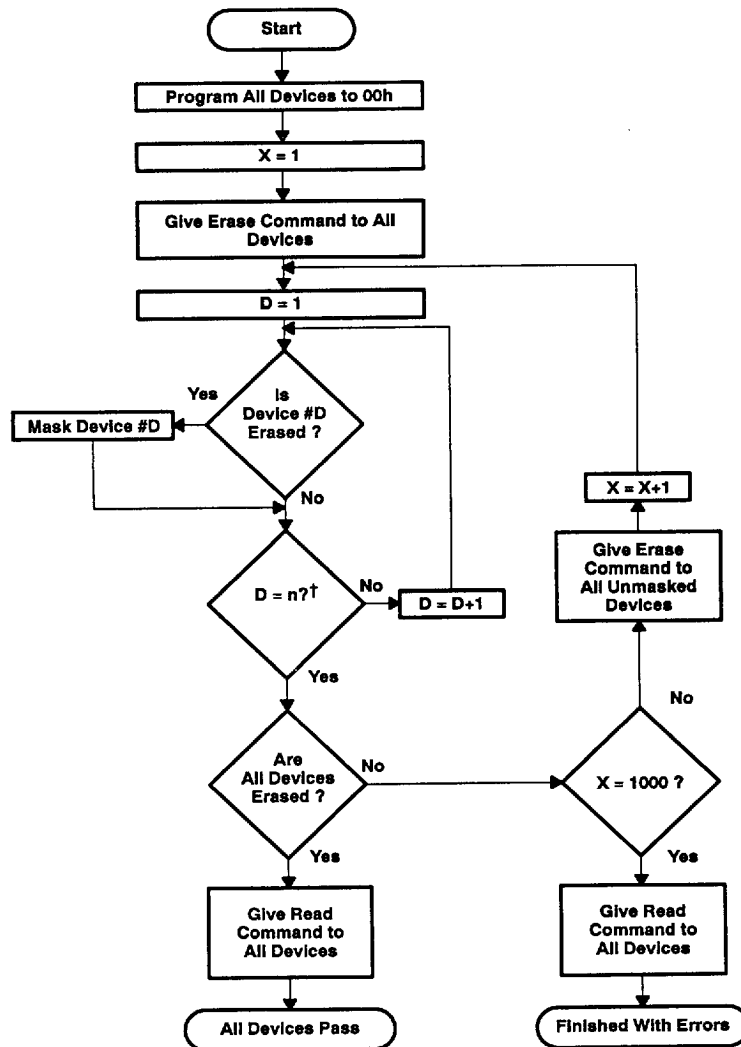 Start
Program All Devices to 00h
X = 1
Give Erase Command to All
Devices
D = 1
Yes
Is
Device #D
Erased ?
Mask Device #D
No
X = X+1
Give Erase
Command to
All Unmasked
Devices
D = n?†
No
D = D+1
Yes
No
Are
All Devices
Erased ?
No
X = 1000 ?
Yes
Yes
Give Read
Command to
All Devices
Give Read
Command to
All Devices
All Devices Pass
Finished With Errors